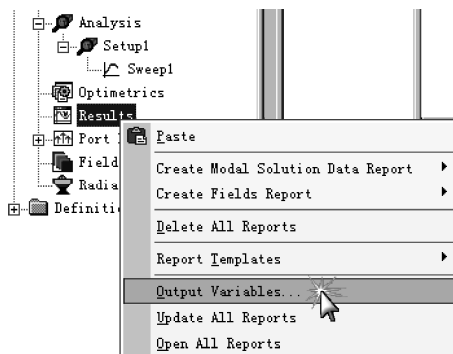 Analysis
Setup1
Sweep1
Optimetrics
Results
Port
Field
Radia
Definiti
Paste
Create Modal Solution Data Report
Create Fields Report
Delete All Reports
Report Templates
Output Variables...
Update All Reports
Open All Reports